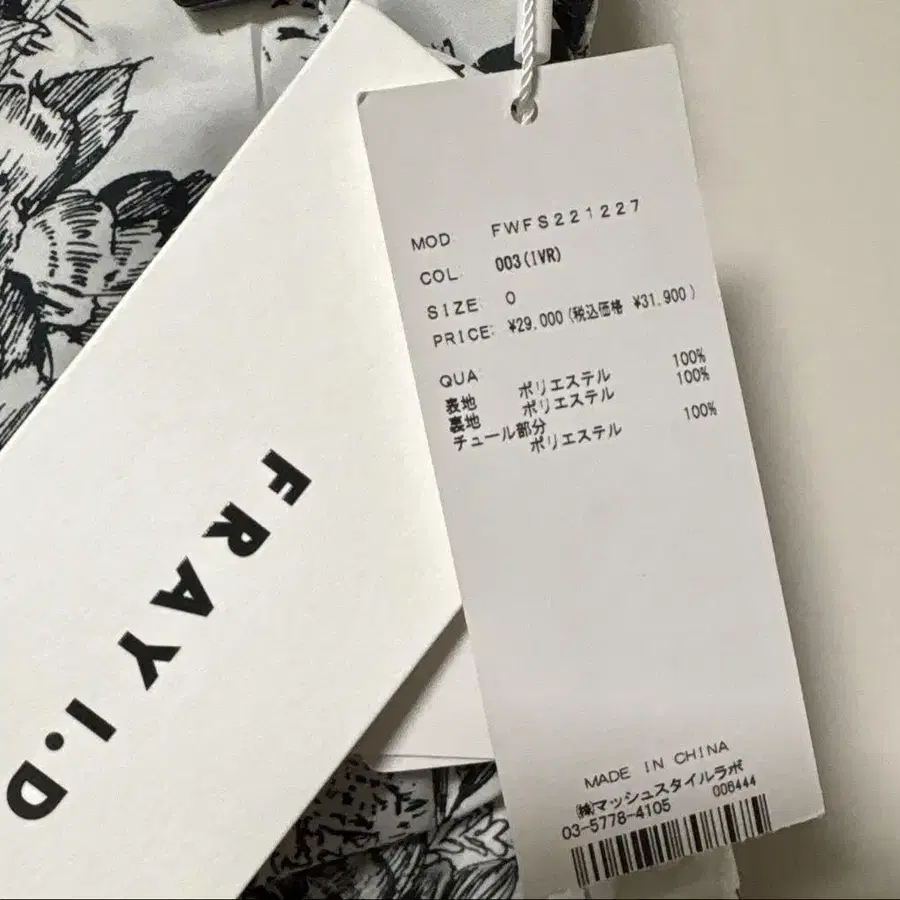 FRAY I.D
MOD FWFS221227
COL. 003(IVR)
SIZE: 0
PRICE: ¥29,000(税込価格 ¥31,900)
QUA
表地 ポリエステル 100%
裏地 ポリエステル 100%
チュール部分
ポリエステル 100%
MADE IN CHINA
㈱マッシュスタイルラボ
03-5778-4105 006444